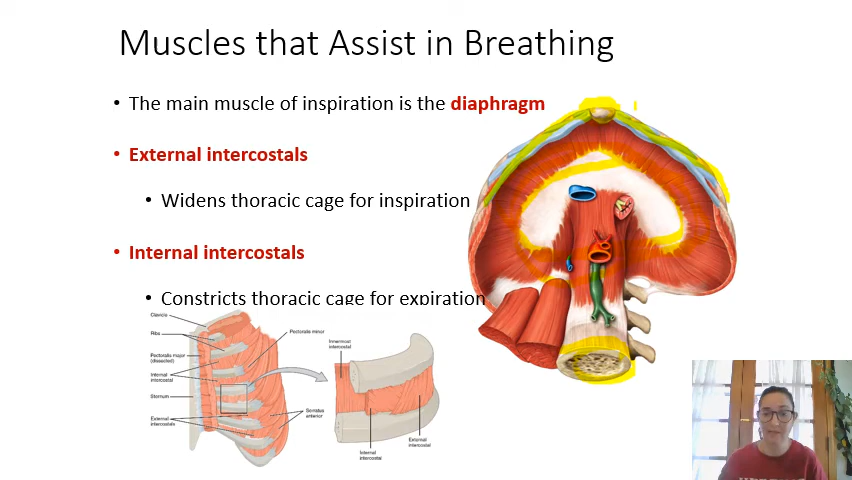 Muscles that Assist in Breathing
• The main muscle of inspiration is the diaphragm
• External intercostals
• Widens thoracic cage for inspiration
• Internal intercostals
• Constricts thoracic cage for expiration
Clavicle
Ribs
Pectoralis major
(dissected)
Internal
intercostal
Sternum
External
intercostals
Pectoralis minor
Serratus
anterior
Innermost
intercostal
Internal
intercostal
External
intercostal